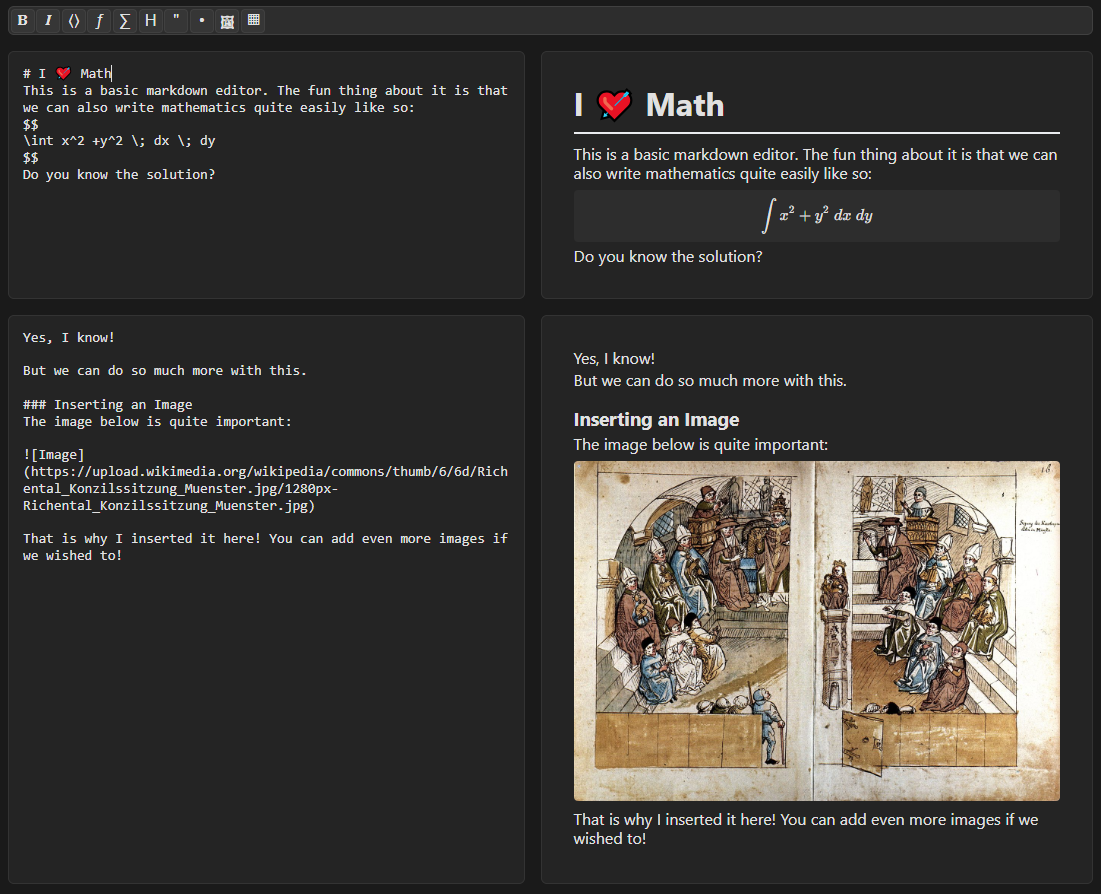 B I ⟨⟩ ƒ ∑ H " •
# I 💘 Math
This is a basic markdown editor. The fun thing about it is that
we can also write mathematics quite easily like so:
$$
\int x^2 +y^2 \; dx \; dy
$$
Do you know the solution?
I 💘 Math
This is a basic markdown editor. The fun thing about it is that we can
also write mathematics quite easily like so:
∫ x² + y² dx dy
Do you know the solution?
Yes, I know!
But we can do so much more with this.
### Inserting an Image
The image below is quite important:
![Image]
(https://upload.wikimedia.org/wikipedia/commons/thumb/6/6d/Rich
ental_Konzilssitzung_Muenster.jpg/1280px-
Richental_Konzilssitzung_Muenster.jpg)
That is why I inserted it here! You can add even more images if
we wished to!
Yes, I know!
But we can do so much more with this.
Inserting an Image
The image below is quite important:
That is why I inserted it here! You can add even more images if we
wished to!